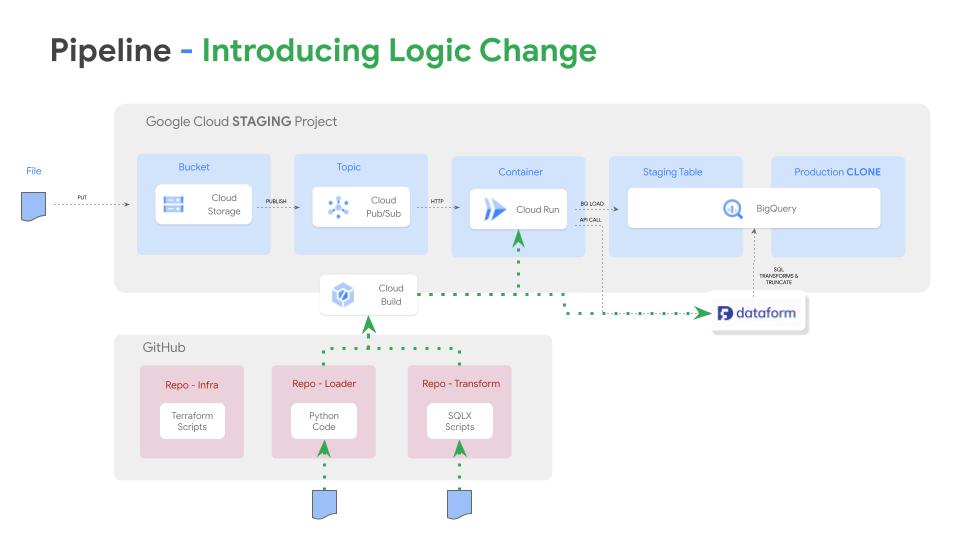 Pipeline - Introducing Logic Change
Google Cloud STAGING Project
File
PUT
Bucket
Cloud
Storage
PUBLISH
Topic
Cloud
Pub/Sub
HTTP
Container
Cloud Run
BQ LOAD
API CALL
Staging Table
Production CLONE
BigQuery
SQL
TRANSFORMS &
TRUNCATE
Cloud
Build
dataform
GitHub
Repo - Infra
Terraform
Scripts
Repo - Loader
Python
Code
Repo - Transform
SQLX
Scripts